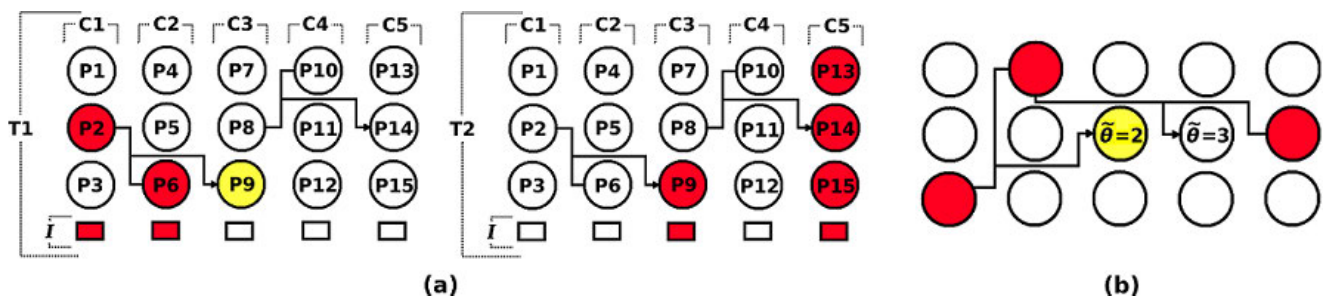 C1 C2 C3 C4 C5 C1 C2 C3 C4 C5
P1 P4 P7 P10 P13 P1 P4 P7 P10 P13
T1 P2 P5 P8 P11 P14 T2 P2 P5 P8 P11 P14 θ̃=2 θ̃=3
P3 P6 P9 P12 P15 P3 P6 P9 P12 P15
I I
(a) (b)